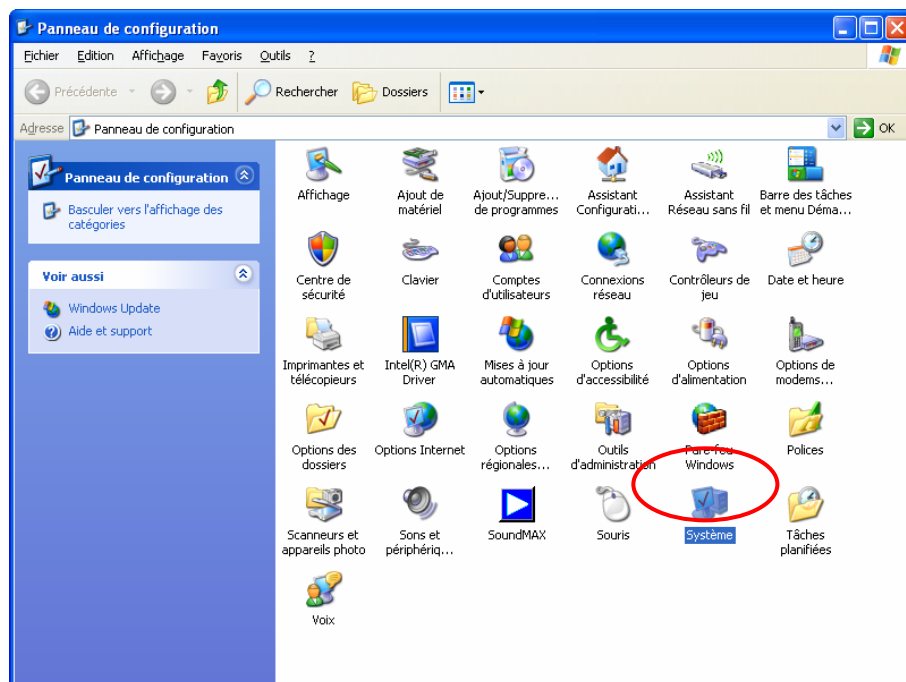 Panneau de configuration
Fichier Edition Affichage Favoris Outils ?
Précédente Rechercher Dossiers
Adresse Panneau de configuration OK
Panneau de configuration
Basculer vers l'affichage des
catégories
Voir aussi
Windows Update
Aide et support
Affichage
Ajout de
matériel
Ajout/Suppre...
de programmes
Assistant
Configurati...
Assistant
Réseau sans fil
Barre des tâches
et menu Déma...
Centre de
sécurité
Clavier
Comptes
d'utilisateurs
Connexions
réseau
Contrôleurs de
jeu
Date et heure
Imprimantes et
télécopieurs
Intel(R) GMA
Driver
Mises à jour
automatiques
Options
d'accessibilité
Options
d'alimentation
Options de
modems...
Options des
dossiers
Options Internet
Options
régionales...
Outils
d'administration
Pare-feu
Windows
Polices
Scanneurs et
appareils photo
Sons et
périphériq...
SoundMAX
Souris
Système
Tâches
planifiées
Voix